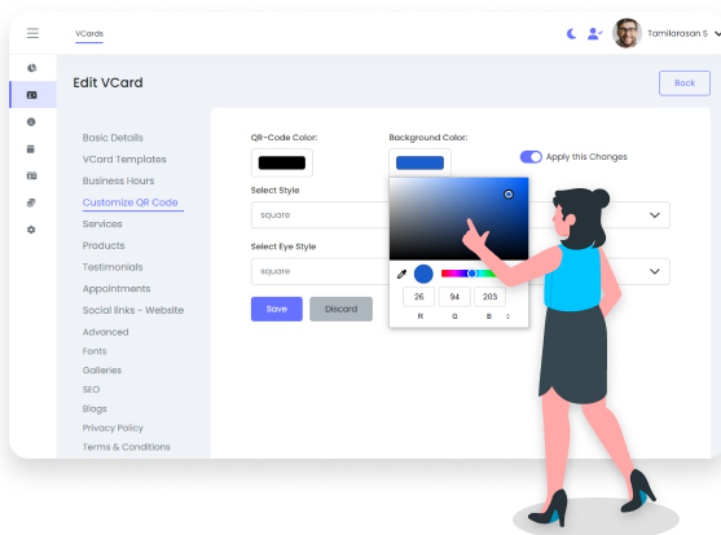 VCards
Tamilarasan S
Edit VCard
Back
Basic Details
VCard Templates
Business Hours
Customize QR Code
Services
Products
Testimonials
Appointments
Social links - Website
Advanced
Fonts
Galleries
SEO
Blogs
Privacy Policy
Terms & Conditions
QR-Code Color:
Background Color:
Apply this Changes
Select Style
square
Select Eye Style
square
Save
Discard
26 94 203
R G B